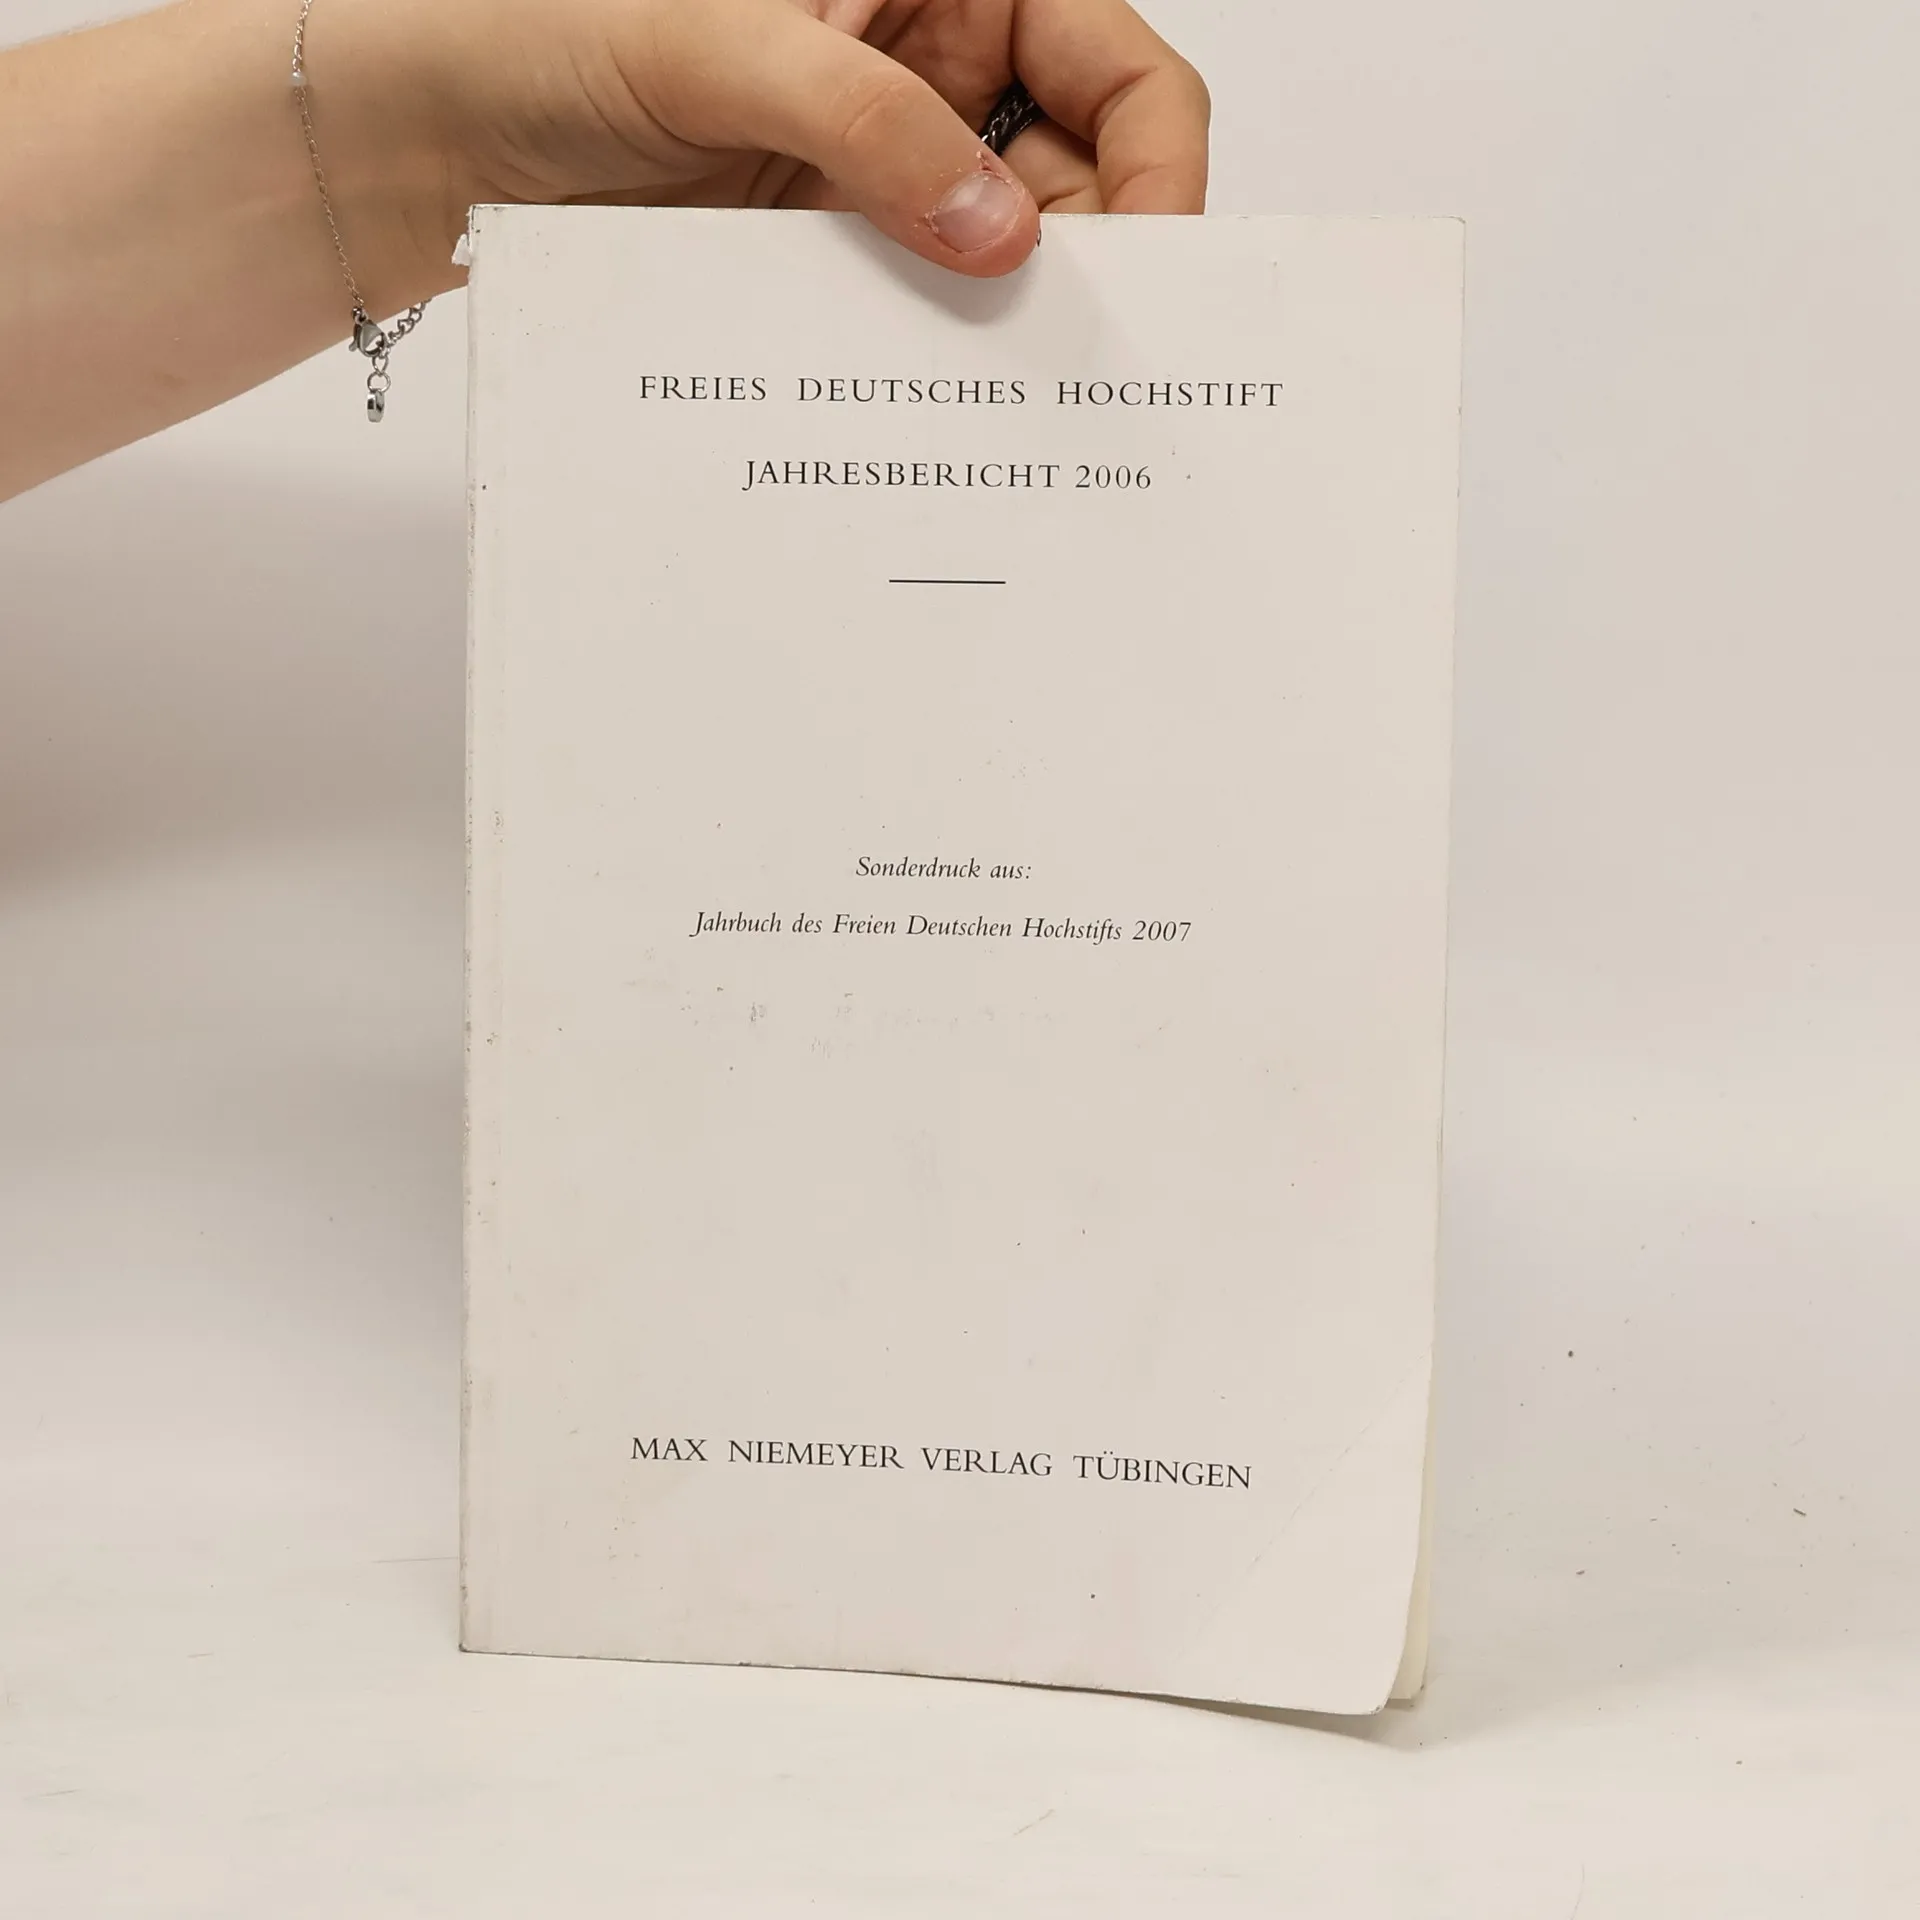 FREIES DEUTSCHES HOCHSTIFT
JAHRESBERICHT 2006
Sonderdruck aus:
Jahrbuch des Freien Deutschen Hochstifts 2007
MAX NIEMEYER VERLAG TÜBINGEN